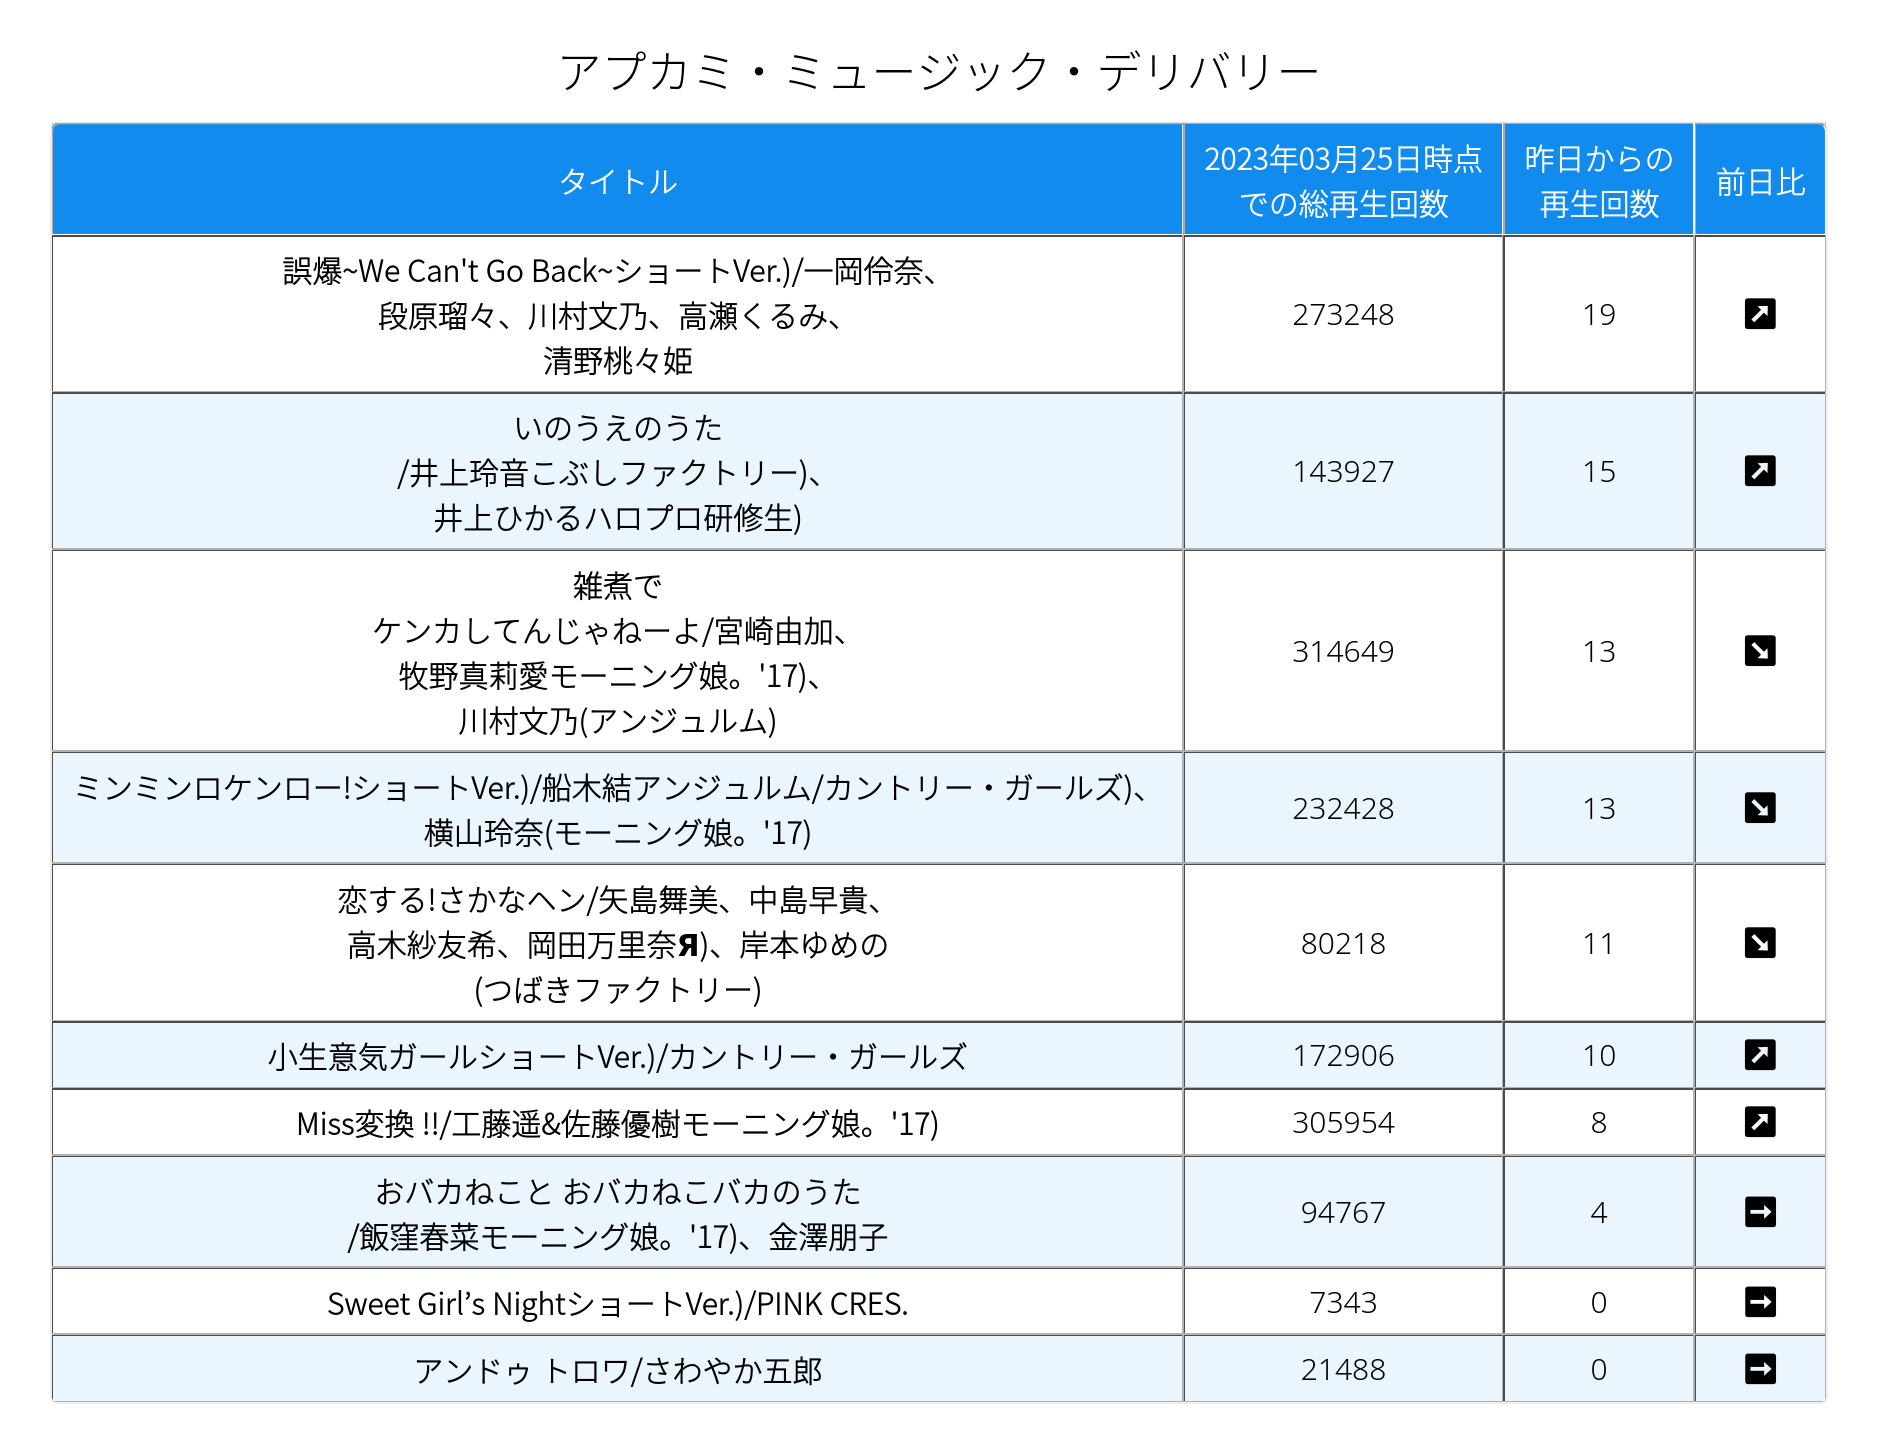 アプカミ・ミュージック・デリバリー
タイトル
2023年03月25日時点
での総再生回数
昨日からの
再生回数
前日比
誤爆~We Can't Go Back~ショートVer.)/一岡伶奈、
段原瑠々、川村文乃、高瀬くるみ、
清野桃々姫
273248
19
いのうえのうた
/井上玲音こぶしファクトリー)、
井上ひかるハロプロ研修生)
143927
15
雑煮で
ケンカしてんじゃねーよ/宮崎由加、
牧野真莉愛モーニング娘。'17)、
川村文乃(アンジュルム)
314649
13
ミンミンロケンロー!ショートVer.)/船木結アンジュルム/カントリー・ガールズ)、
横山玲奈(モーニング娘。'17)
232428
13
恋する!さかなヘン/矢島舞美、中島早貴、
高木紗友希、岡田万里奈Я)、岸本ゆめの
(つばきファクトリー)
80218
11
小生意気ガールショートVer.)/カントリー・ガールズ
172906
10
Miss変換 !!/工藤遥&佐藤優樹モーニング娘。'17)
305954
8
おバカねこと おバカねこバカのうた
/飯窪春菜モーニング娘。'17)、金澤朋子
94767
4
Sweet Girl’s NightショートVer.)/PINK CRES.
7343
0
アンドゥ トロワ/さわやか五郎
21488
0